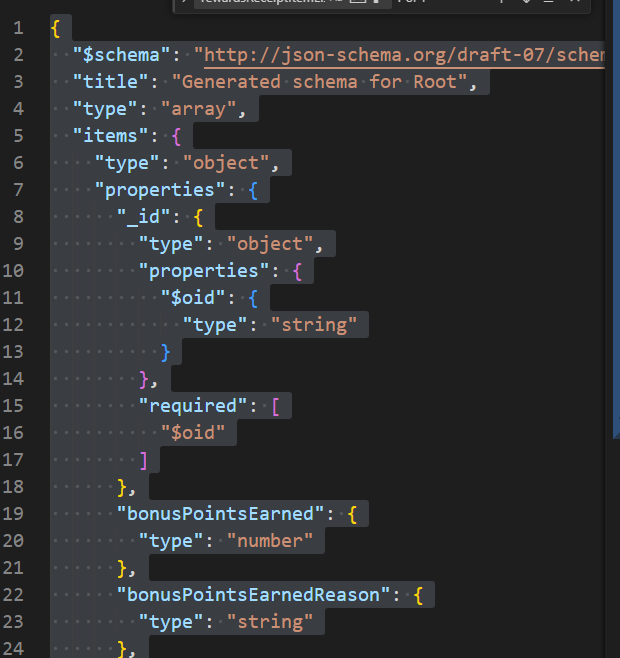 1 {
2   "$schema": "http://json-schema.org/draft-07/schem
3   "title": "Generated schema for Root",
4   "type": "array",
5   "items": {
6     "type": "object",
7     "properties": {
8       "_id": {
9         "type": "object",
10         "properties": {
11           "$oid": {
12             "type": "string"
13           }
14         },
15         "required": [
16           "$oid"
17         ]
18       },
19       "bonusPointsEarned": {
20         "type": "number"
21       },
22       "bonusPointsEarnedReason": {
23         "type": "string"
24       },